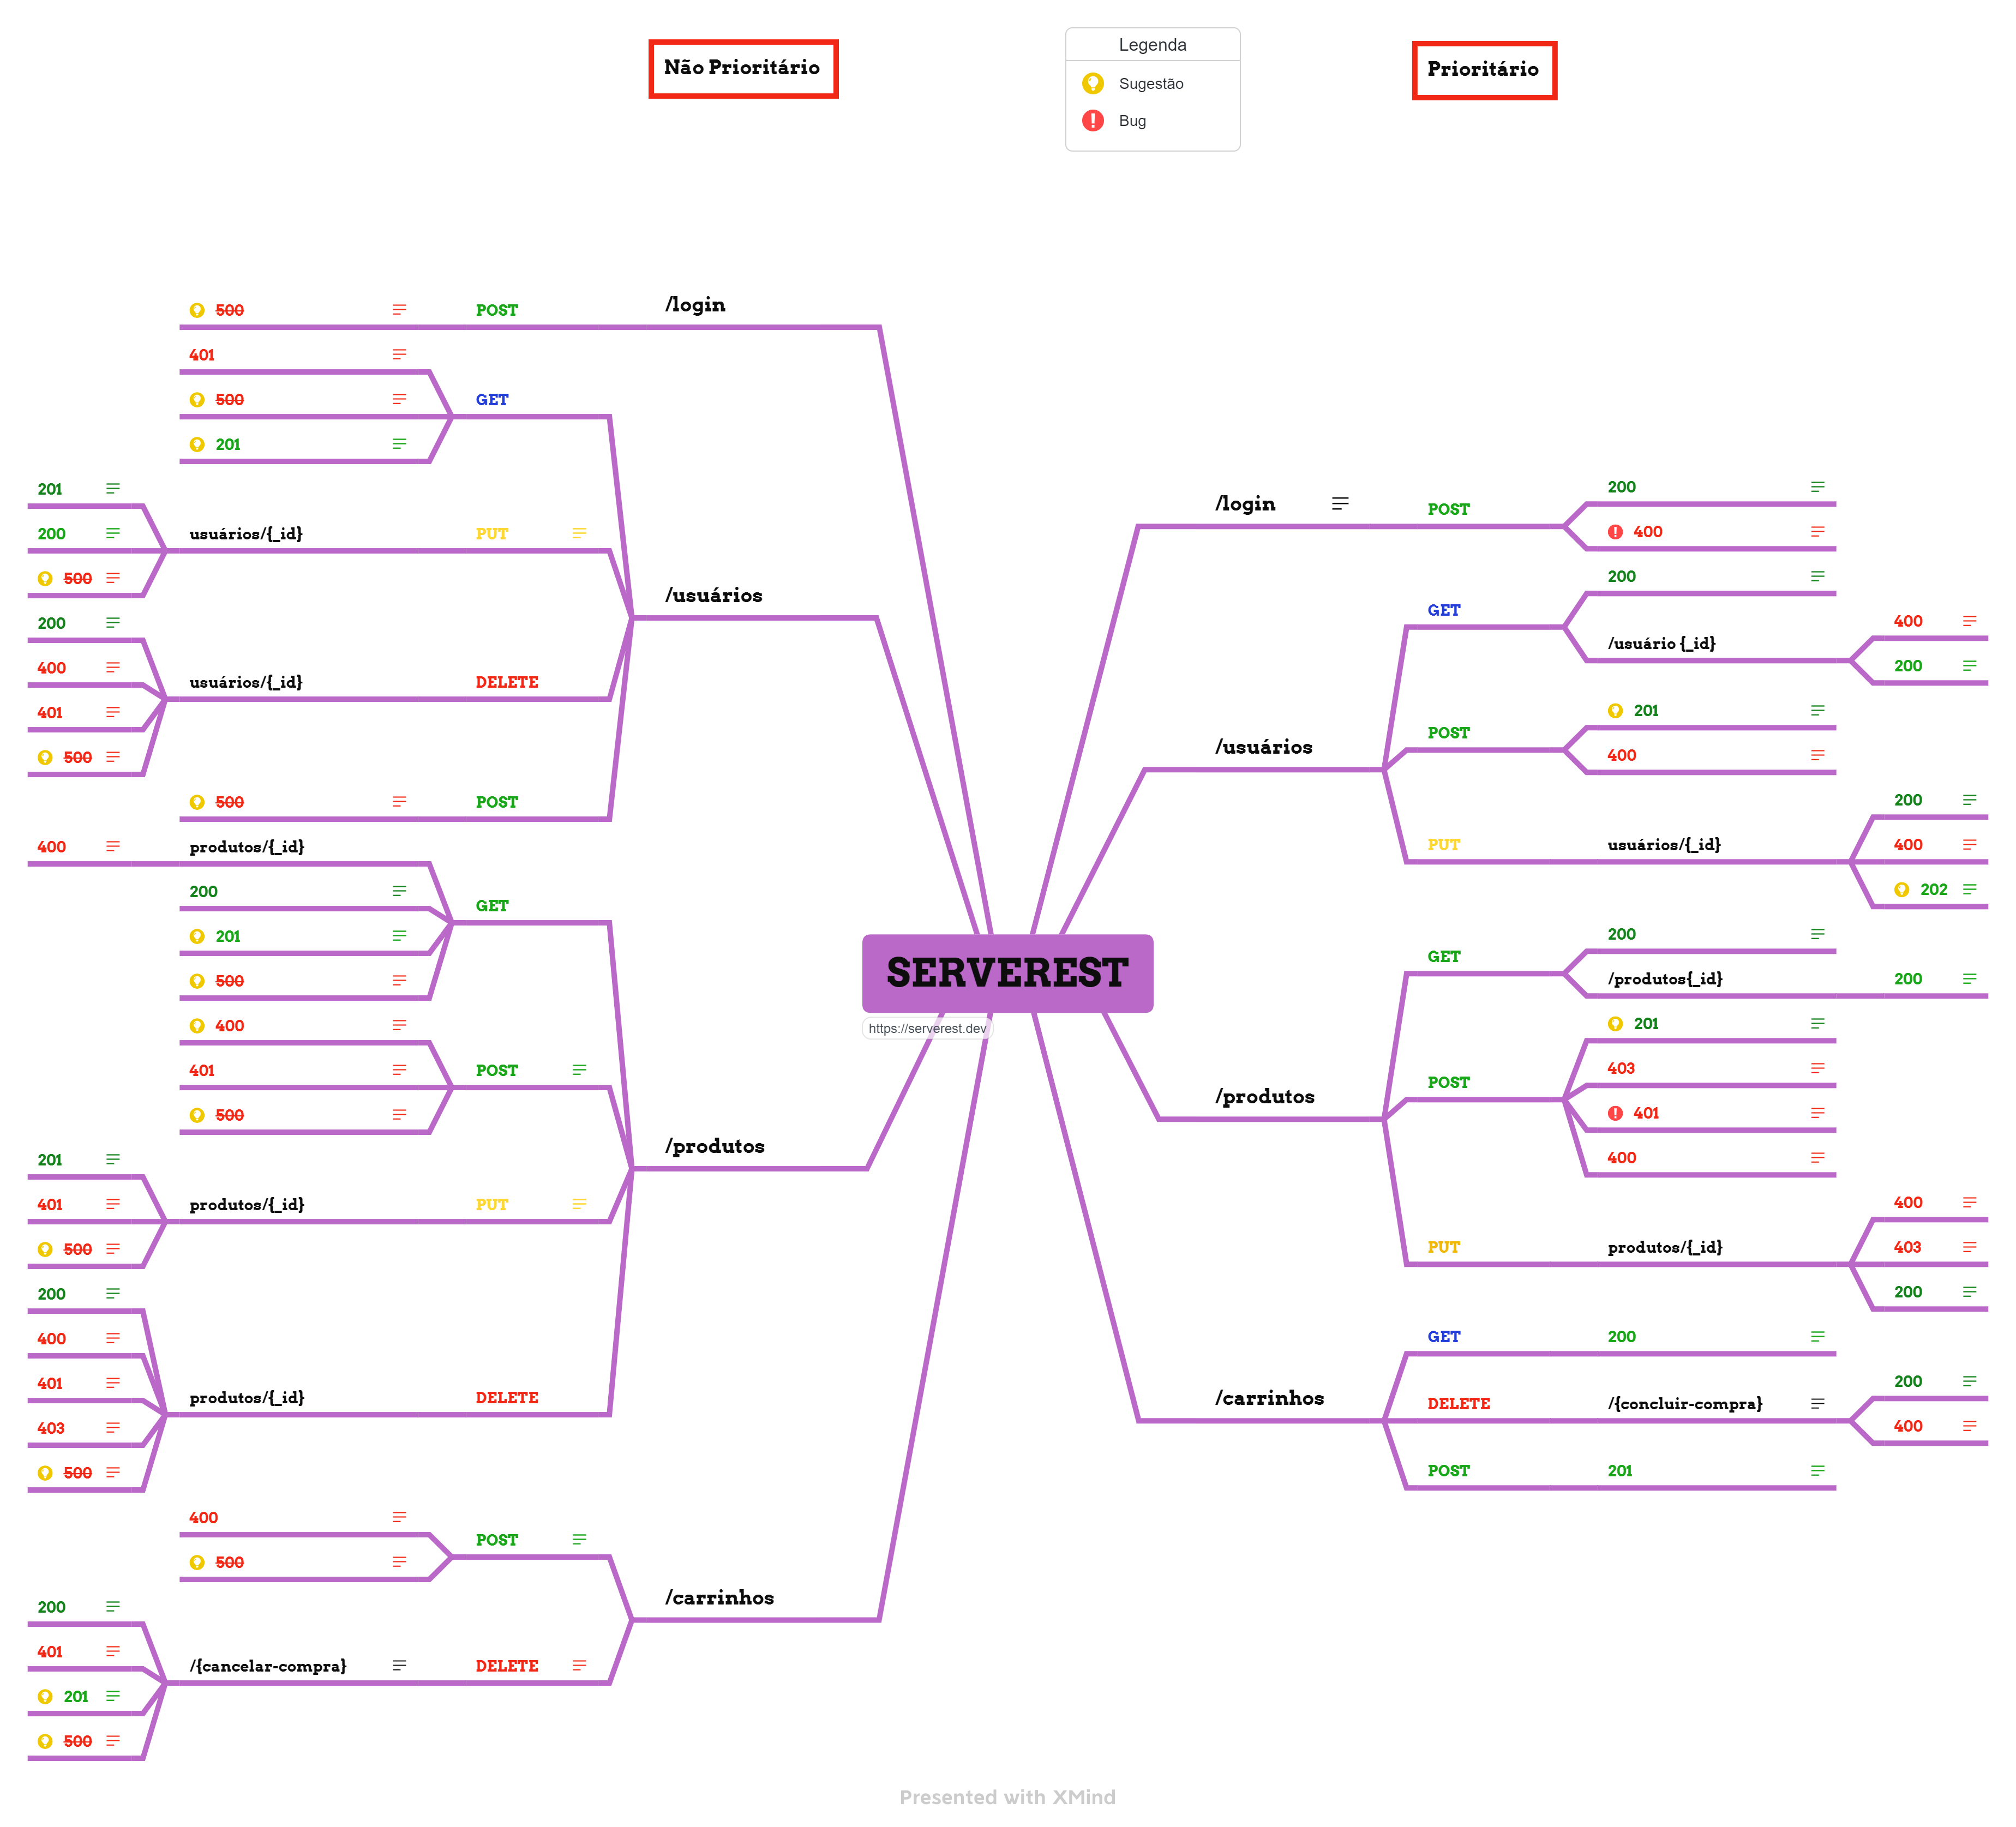 Não Prioritário
Legenda
Sugestão
Bug
Prioritário
500
POST
/login
401
500
GET
201
201
200
usuários/{_id}
PUT
500
/usuários
200
400
usuários/{_id}
DELETE
401
500
500
POST
400
produtos/{_id}
200
GET
201
500
400
401
POST
500
/produtos
201
401
produtos/{_id}
PUT
500
200
400
401
produtos/{_id}
DELETE
403
500
400
POST
500
/carrinhos
200
401
/{cancelar-compra}
DELETE
201
500
SERVEREST
https://serverest.dev
/login
POST
200
400
/usuários
GET
200
/usuário {_id}
400
200
POST
201
400
PUT
usuários/{_id}
200
400
202
/produtos
GET
200
/produtos{_id}
200
POST
201
403
401
400
PUT
produtos/{_id}
400
403
200
/carrinhos
GET
200
DELETE
/{concluir-compra}
200
400
POST
201
Presented with XMind